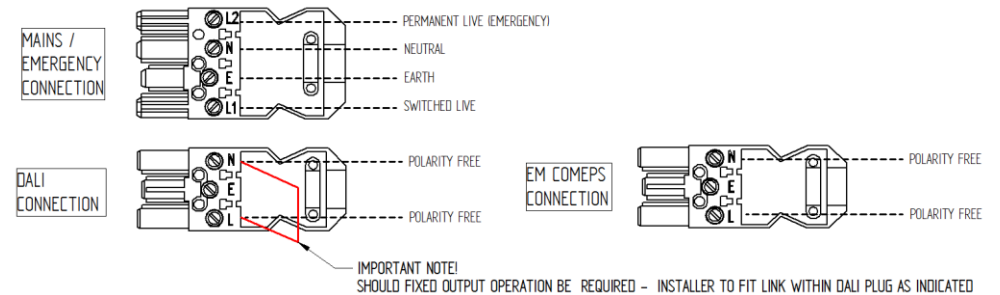 MAINS /
EMERGENCY
CONNECTION
L2
N
E
L1
PERMANENT LIVE (EMERGENCY)
NEUTRAL
EARTH
SWITCHED LIVE
DALI
CONNECTION
N
E
L
POLARITY FREE
POLARITY FREE
EM COMEPS
CONNECTION
N
E
L
POLARITY FREE
POLARITY FREE
IMPORTANT NOTE!
SHOULD FIXED OUTPUT OPERATION BE REQUIRED - INSTALLER TO FIT LINK WITHIN DALI PLUG AS INDICATED